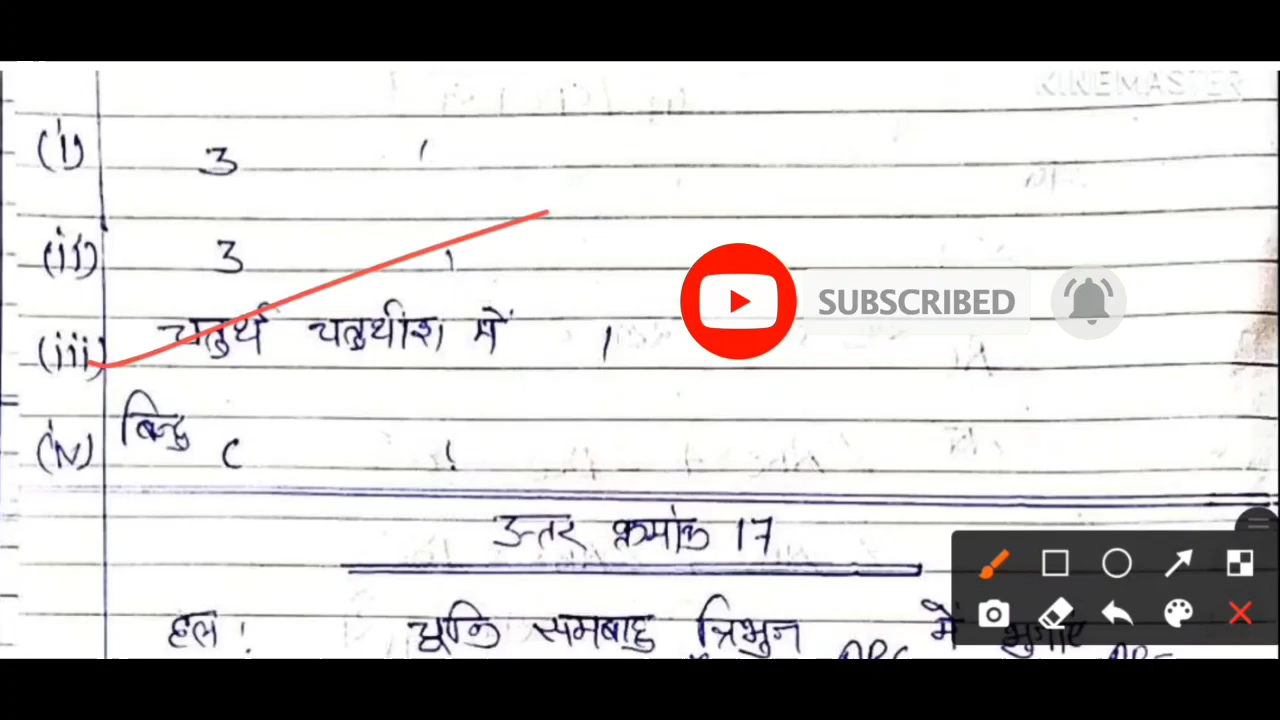 KINEMASTER
(i) 3 ।
(ii) 3 ।
(iii) चतुर्थ चतुर्थांश में ।
SUBSCRIBED
(iv) बिन्दु C ।
उत्तर क्रमांक 17
हल : चूंकि समबाहु त्रिभुज में भुजाएं